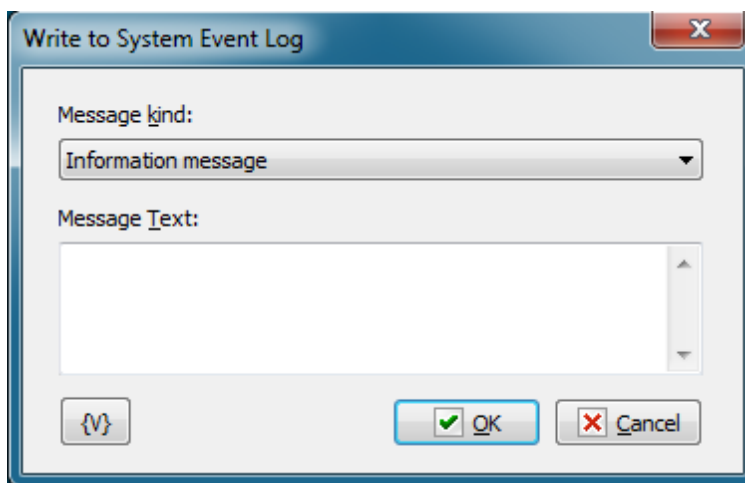 Write to System Event Log
Message kind:
Information message
Message Text:
{V}
OK
Cancel